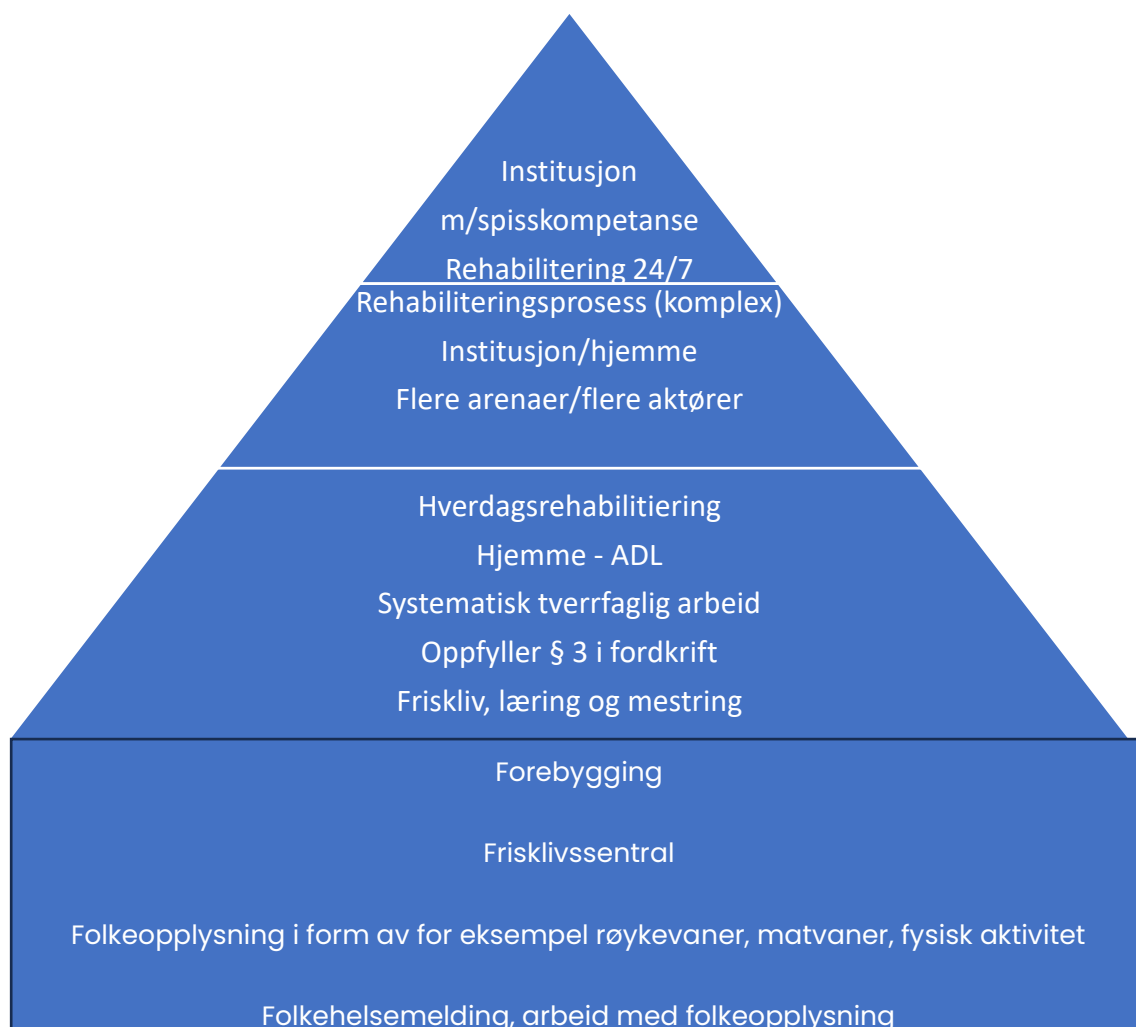 Institusjon
m/spisskompetanse
Rehabilitering 24/7
Rehabiliteringsprosess (komplex)
Institusjon/hjemme
Flere arenaer/flere aktører
Hverdagsrehabilitiering
Hjemme - ADL
Systematisk tverrfaglig arbeid
Oppfyller § 3 i fordkrift
Friskliv, læring og mestring
Forebygging
Frisklivssentral
Folkeopplysning i form av for eksempel røykevaner, matvaner, fysisk aktivitet
Folkehelsemelding, arbeid med folkeopplysning